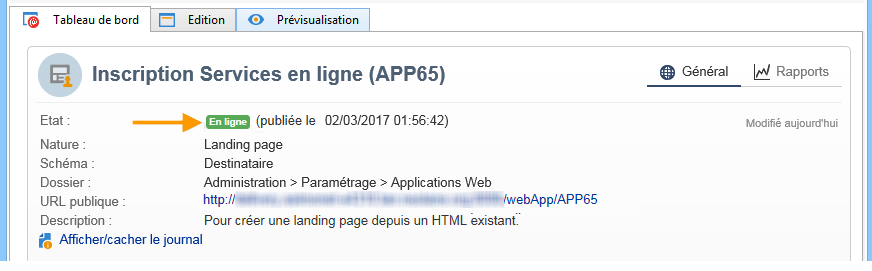 Tableau de bord Edition Prévisualisation
Inscription Services en ligne (APP65) Général Rapports
Etat : En ligne (publiée le 02/03/2017 01:56:42) Modifié aujourd'hui
Nature : Landing page
Schéma : Destinataire
Dossier : Administration > Paramétrage > Applications Web
URL publique : http:// /webApp/APP65
Description : Pour créer une landing page depuis un HTML existant.
Afficher/cacher le journal